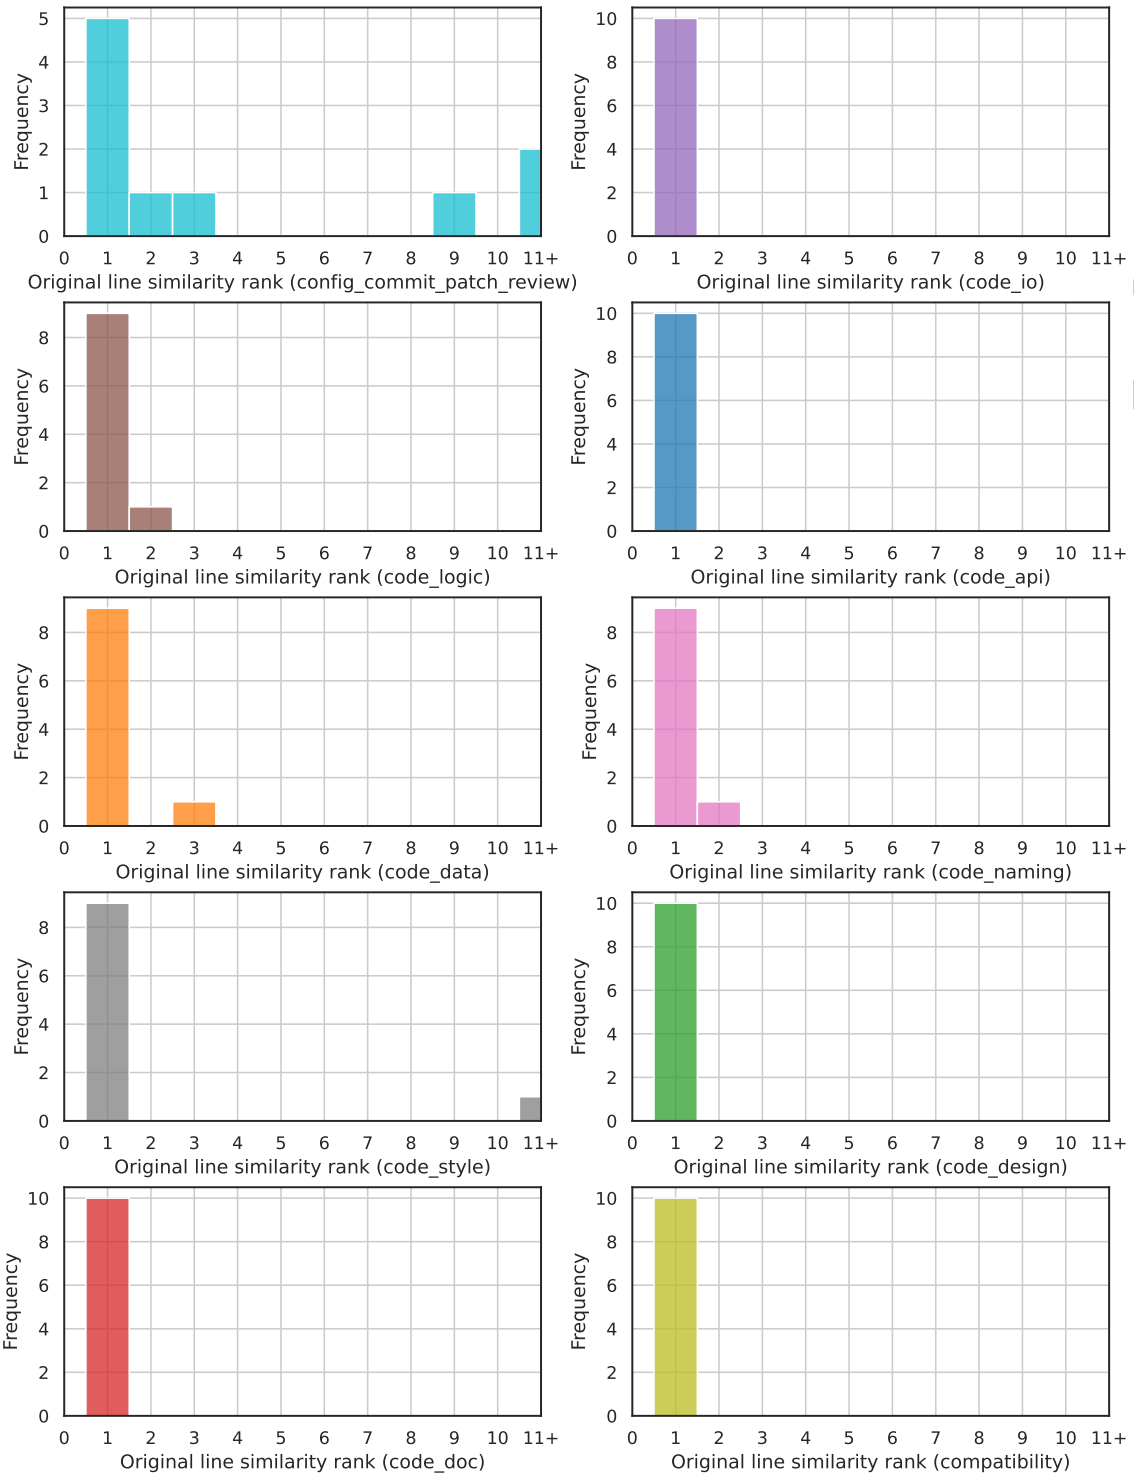 Frequency
5
4
3
2
1
0
0 1 2 3 4 5 6 7 8 9 10 11+
Original line similarity rank (config_commit_patch_review)
Frequency
10
8
6
4
2
0
0 1 2 3 4 5 6 7 8 9 10 11+
Original line similarity rank (code_io)
Frequency
8
6
4
2
0
0 1 2 3 4 5 6 7 8 9 10 11+
Original line similarity rank (code_logic)
Frequency
10
8
6
4
2
0
0 1 2 3 4 5 6 7 8 9 10 11+
Original line similarity rank (code_api)
Frequency
8
6
4
2
0
0 1 2 3 4 5 6 7 8 9 10 11+
Original line similarity rank (code_data)
Frequency
8
6
4
2
0
0 1 2 3 4 5 6 7 8 9 10 11+
Original line similarity rank (code_naming)
Frequency
8
6
4
2
0
0 1 2 3 4 5 6 7 8 9 10 11+
Original line similarity rank (code_style)
Frequency
10
8
6
4
2
0
0 1 2 3 4 5 6 7 8 9 10 11+
Original line similarity rank (code_design)
Frequency
10
8
6
4
2
0
0 1 2 3 4 5 6 7 8 9 10 11+
Original line similarity rank (code_doc)
Frequency
10
8
6
4
2
0
0 1 2 3 4 5 6 7 8 9 10 11+
Original line similarity rank (compatibility)